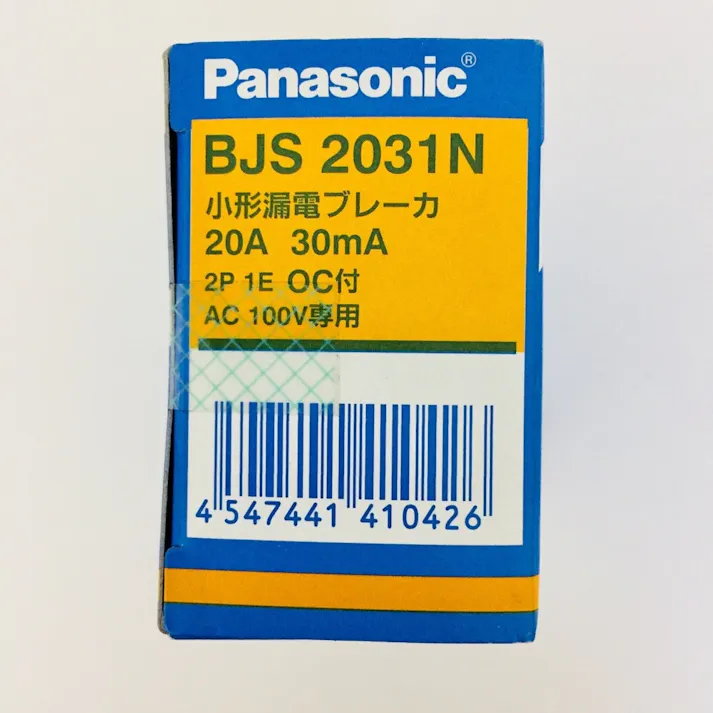 Panasonic®
BJS 2031N
小形漏電ブレーカ
20A 30mA
2P 1E OC付
AC 100V専用
4 547441 410426